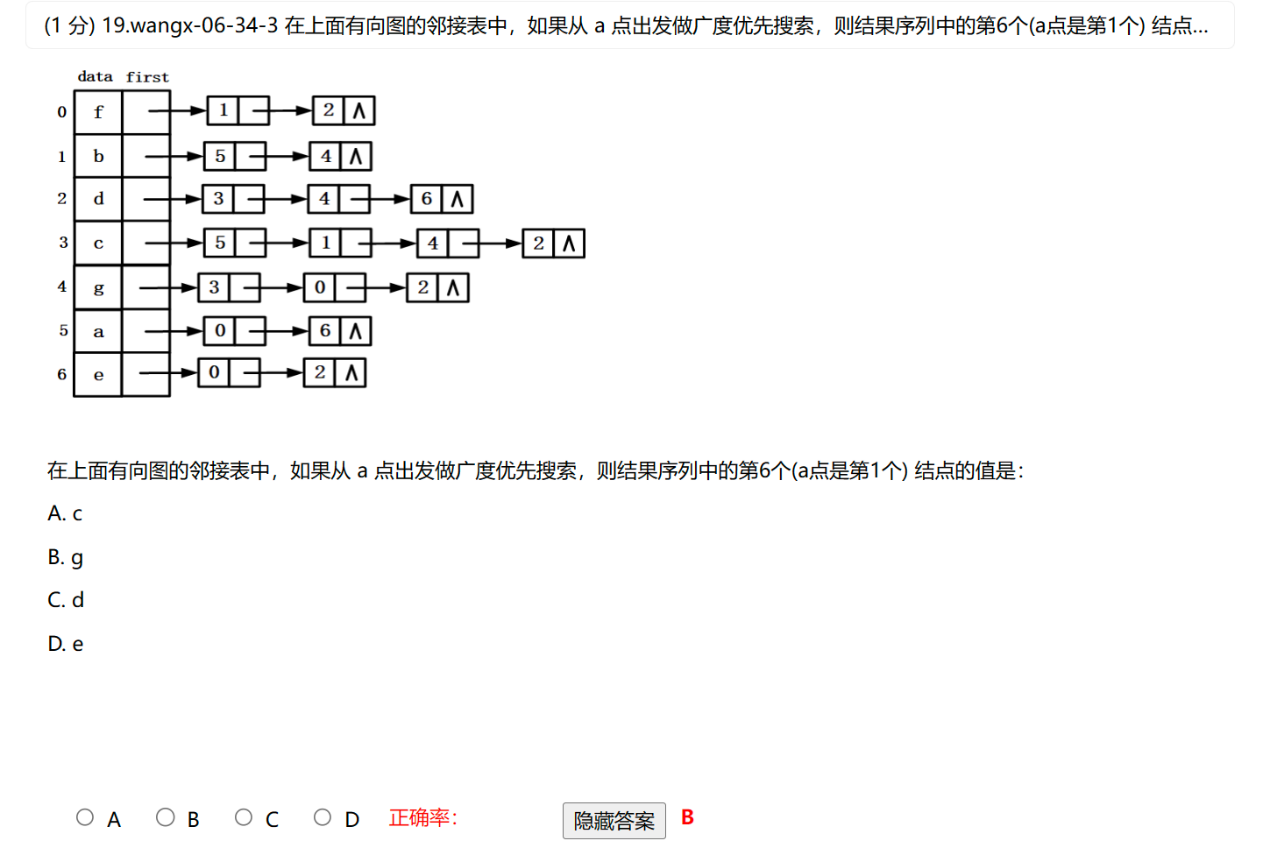 (1 分) 19.wangx-06-34-3 在上面有向图的邻接表中，如果从 a 点出发做广度优先搜索，则结果序列中的第6个(a点是第1个) 结点...
data first
0 f 1 2 ∧
1 b 5 4 ∧
2 d 3 4 6 ∧
3 c 5 1 4 2 ∧
4 g 3 0 2 ∧
5 a 0 6 ∧
6 e 0 2 ∧
在上面有向图的邻接表中，如果从 a 点出发做广度优先搜索，则结果序列中的第6个(a点是第1个) 结点的值是：
A. c
B. g
C. d
D. e
A B C D 正确率： 隐藏答案 B